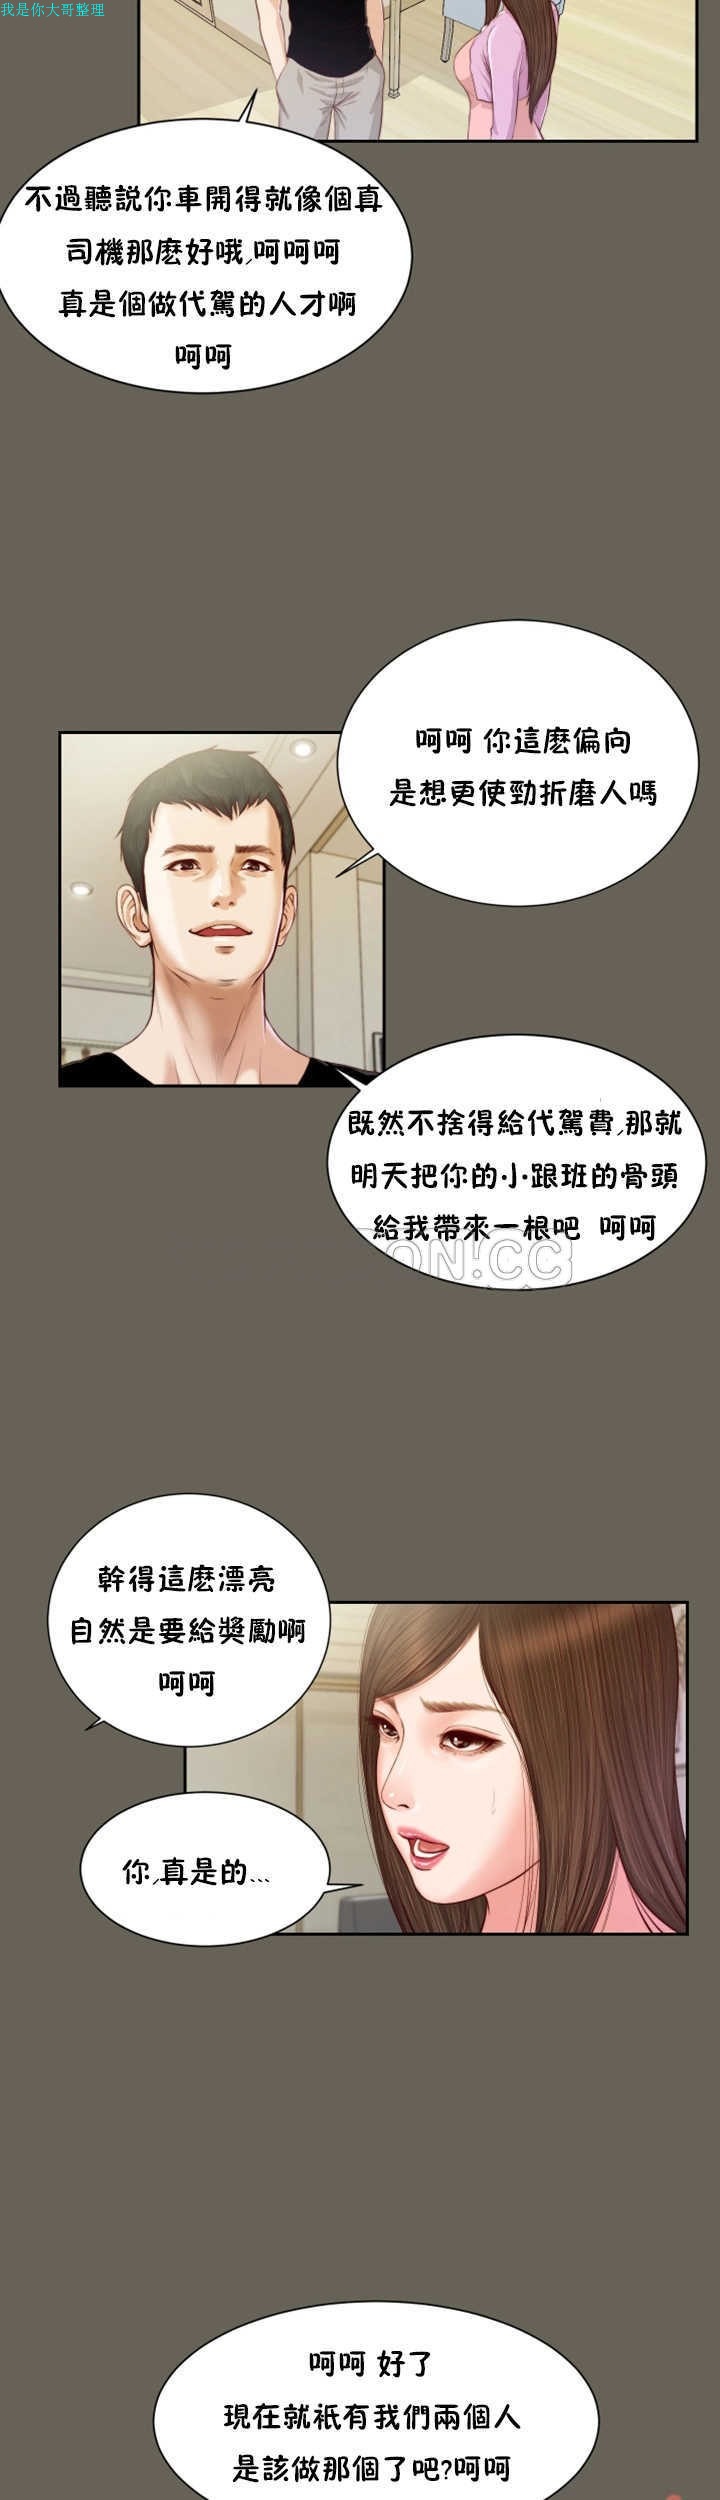 我是你大哥整理
不過聽說你車開得就像個真
司機那麼好哦,呵呵呵
真是個做代駕的人才啊
呵呵
呵呵 你這麼偏向
是想更使勁折磨人嗎
既然不捨得給代駕費,那就
明天把你的小跟班的骨頭
給我帶來一根吧 呵呵
ON.CC
幹得這麼漂亮
自然是要給獎勵啊
呵呵
你,真是的...
呵呵 好了
現在就祇有我們兩個人
是該做那個了吧?呵呵